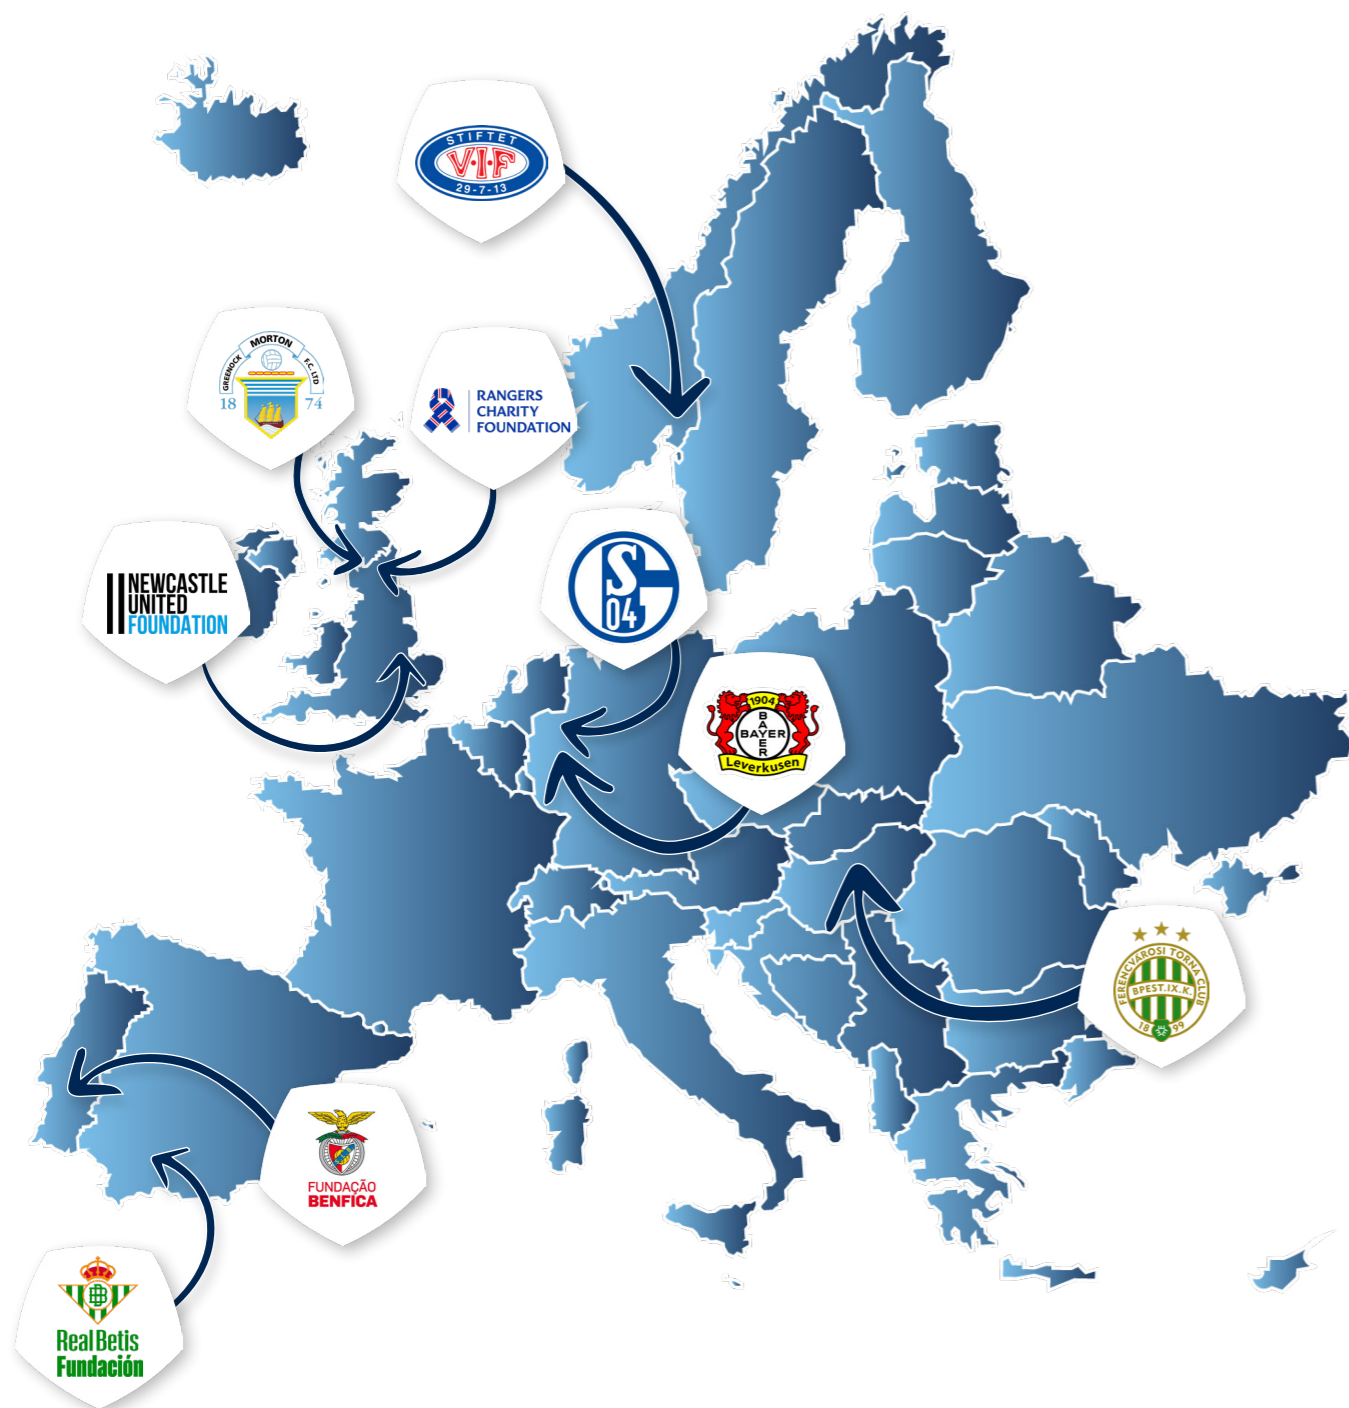 STIFTET
V·I·F
29-7-13
GREENOCK MORTON F.C. LTD
18 74
RANGERS
CHARITY
FOUNDATION
NEWCASTLE
UNITED
FOUNDATION
S
04
1904
BAYER
BAYER
Leverkusen
FERENCVÁROSI TORNA CLUB
BPEST.IX.K.
18 99
FUNDAÇÃO
BENFICA
Real Betis
Fundación